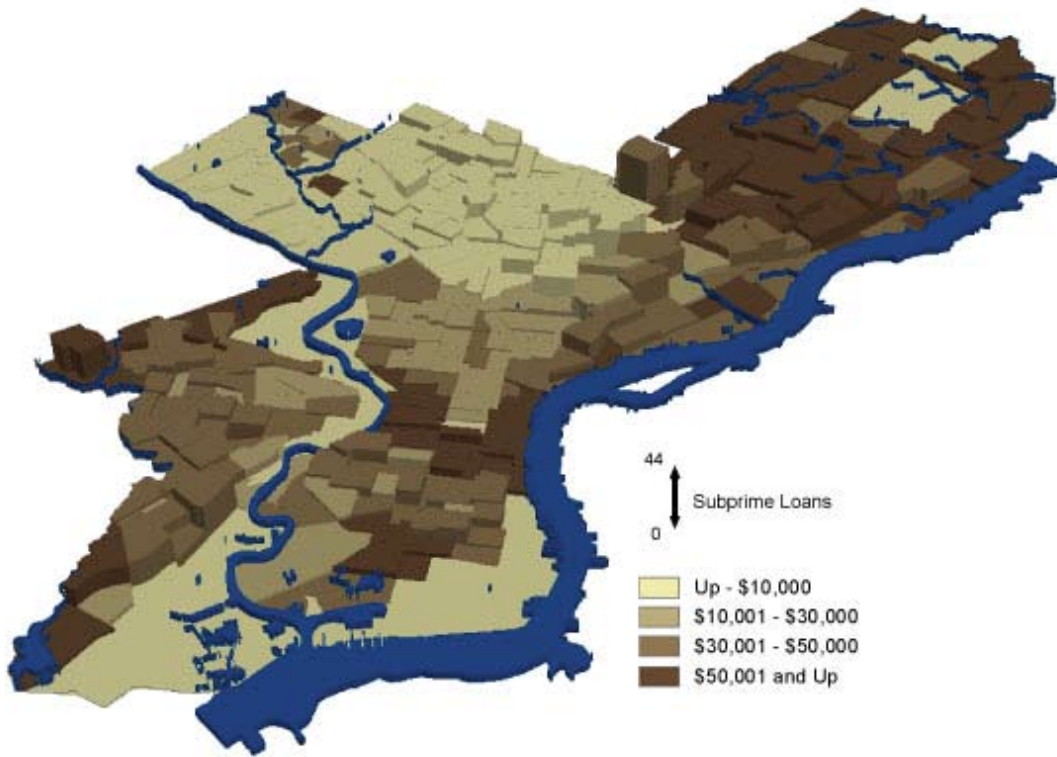 44
Subprime Loans
0
Up - $10,000
$10,001 - $30,000
$30,001 - $50,000
$50,001 and Up